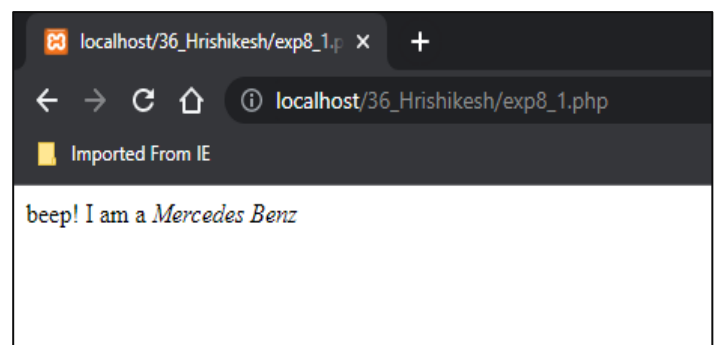 localhost/36_Hrishikesh/exp8_1.p
localhost/36_Hrishikesh/exp8_1.php
Imported From IE
beep! I am a Mercedes Benz